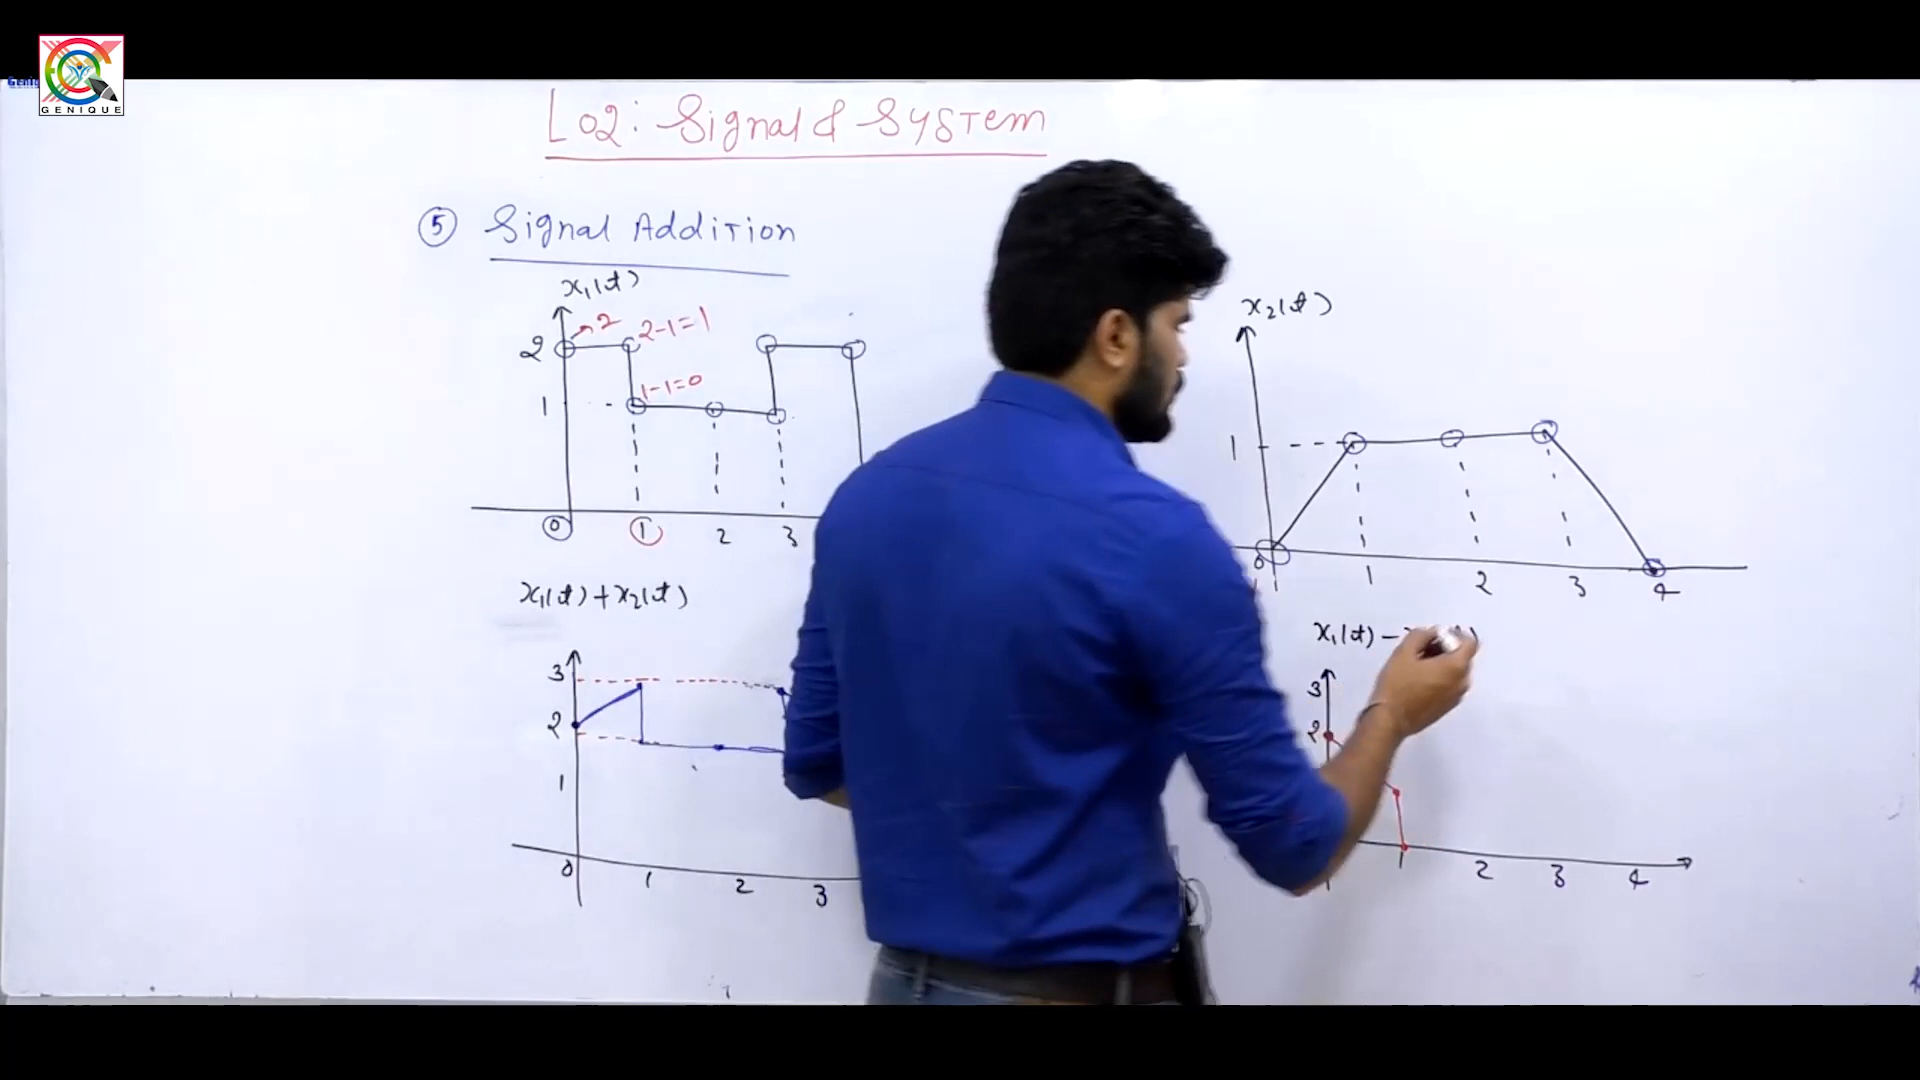 GENIQUE
L02: Signal & System
5 Signal Addition
x₁(t)
2
2-1=1
2
1-1=0
1
0 1 2 3
x₂(t)
1
0 1 2 3 4
x₁(t)+x₂(t)
3
2
1
0 1 2 3
x₁(t) -
3
2
1 2 3 4